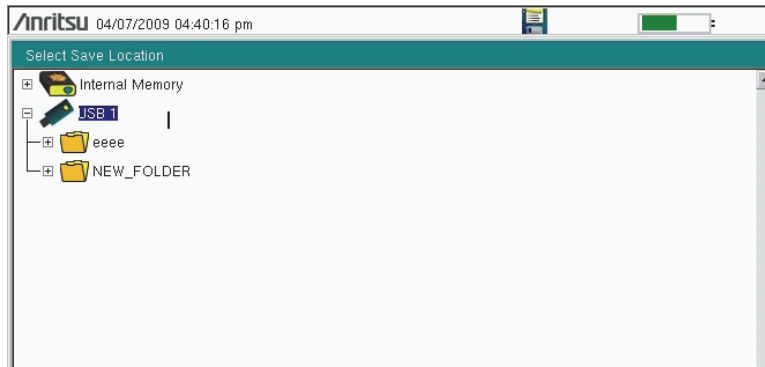 Anritsu 04/07/2009 04:40:16 pm
Select Save Location
Internal Memory
USB 1
eeee
NEW_FOLDER